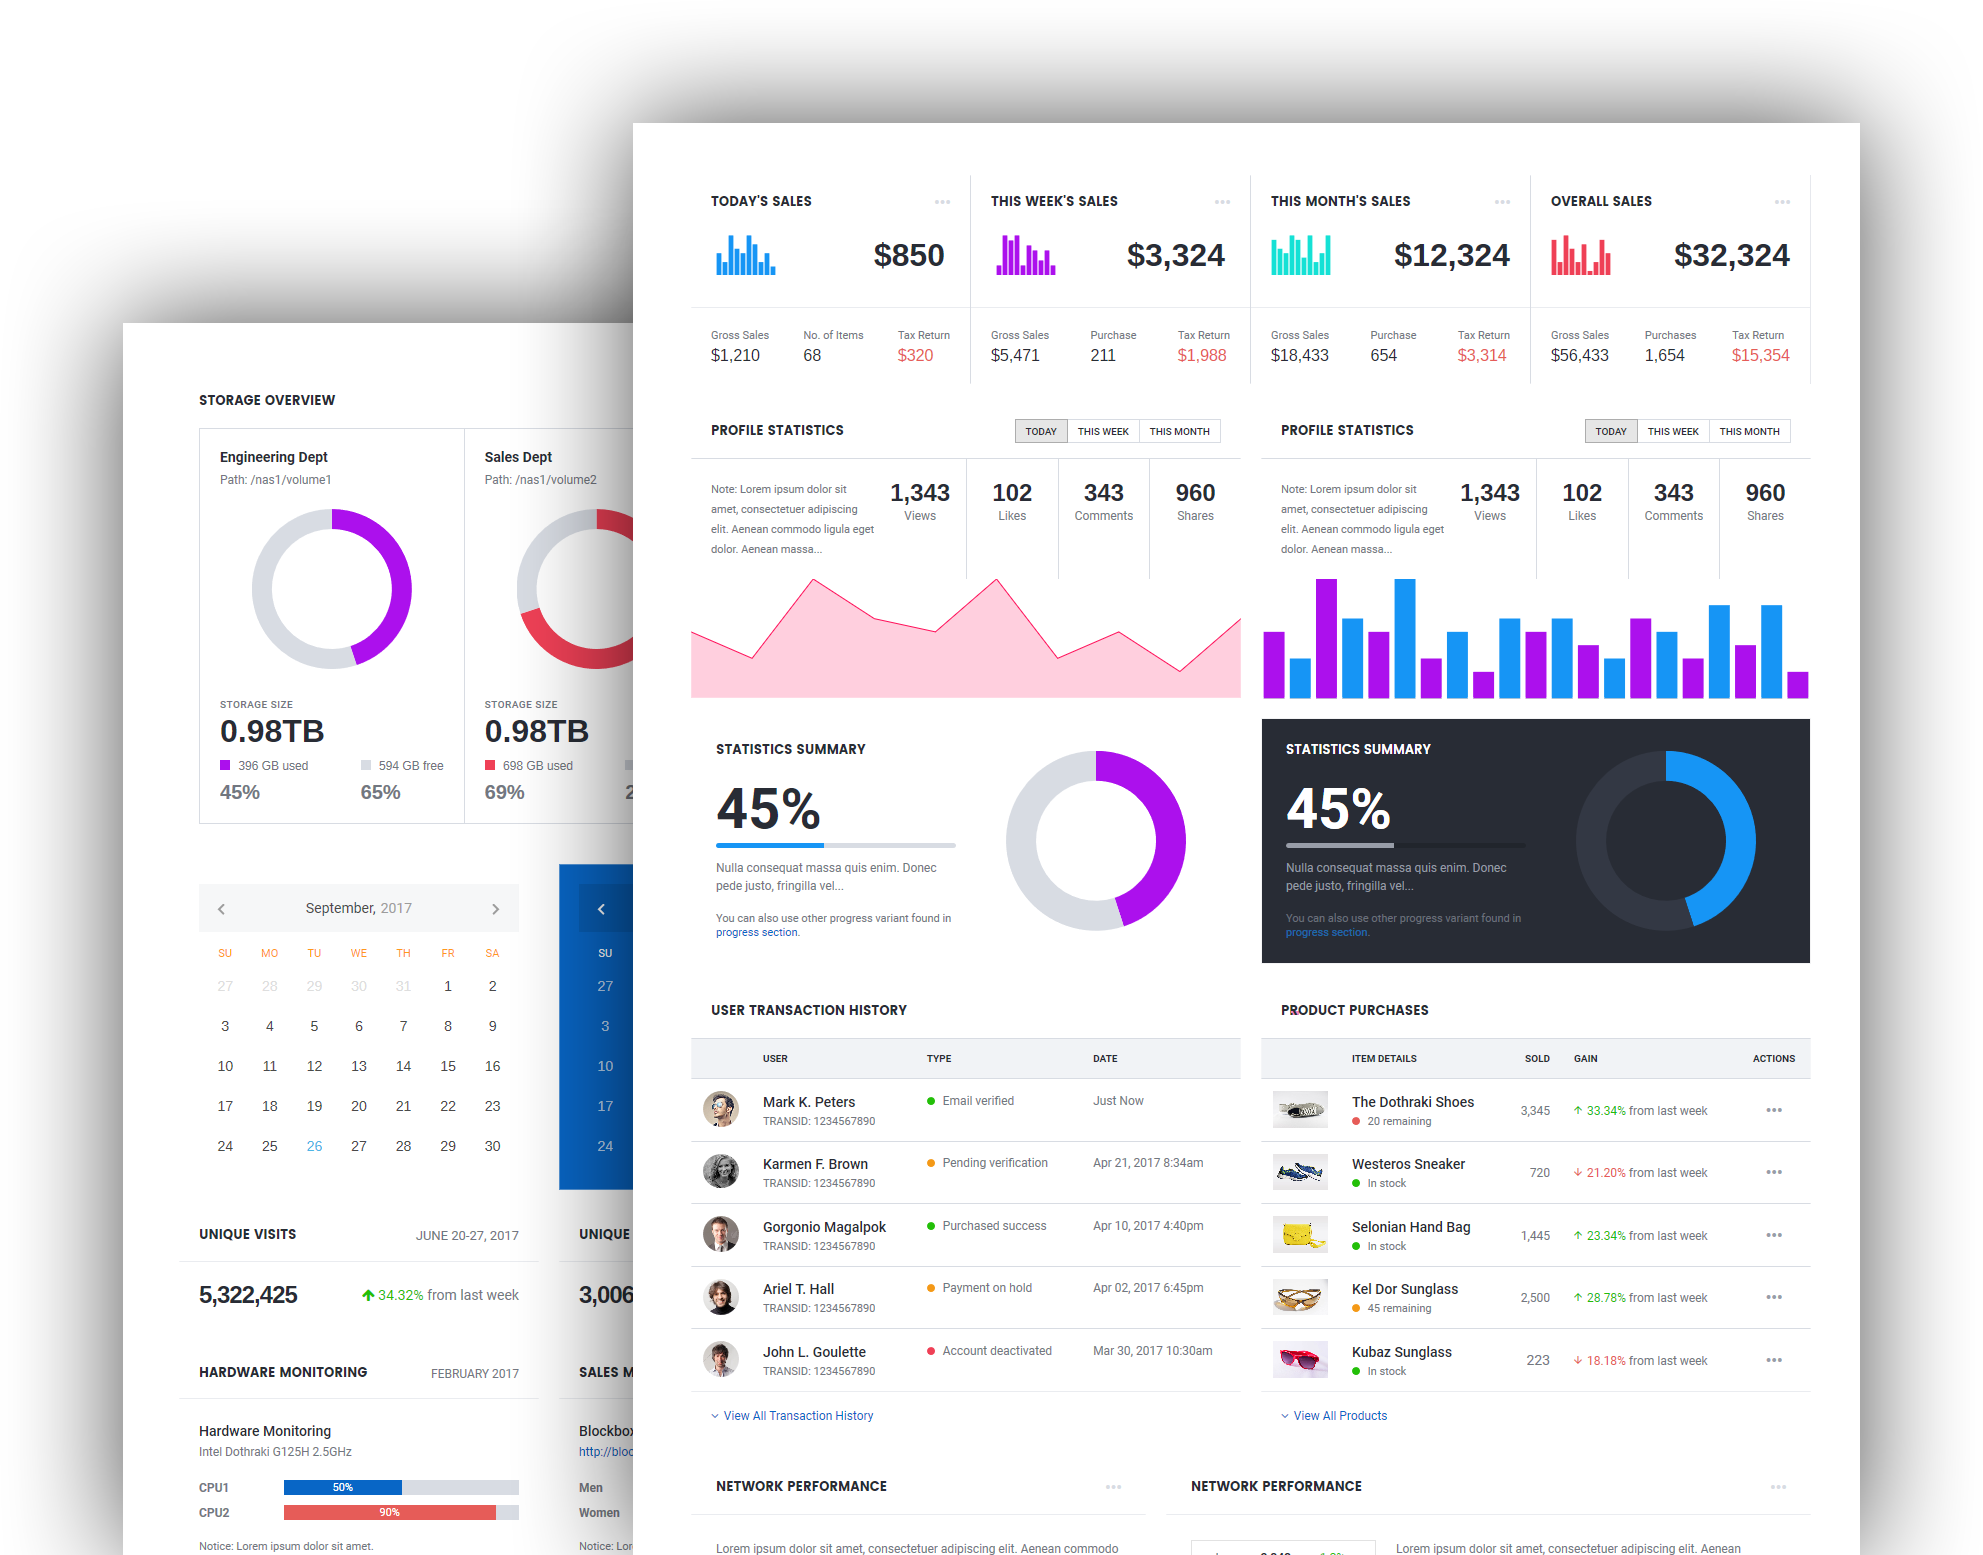 TODAY'S SALES
$850
Gross Sales No. of Items Tax Return
$1,210 68 $320
THIS WEEK'S SALES
$3,324
Gross Sales Purchase Tax Return
$5,471 211 $1,988
THIS MONTH'S SALES
$12,324
Gross Sales Purchase Tax Return
$18,433 654 $3,314
OVERALL SALES
$32,324
Gross Sales Purchases Tax Return
$56,433 1,654 $15,354
PROFILE STATISTICS TODAY THIS WEEK THIS MONTH
Note: Lorem ipsum dolor sit
amet, consectetuer adipiscing
elit. Aenean commodo ligula eget
dolor. Aenean massa...
1,343 102 343 960
Views Likes Comments Shares
PROFILE STATISTICS TODAY THIS WEEK THIS MONTH
Note: Lorem ipsum dolor sit
amet, consectetuer adipiscing
elit. Aenean commodo ligula eget
dolor. Aenean massa...
1,343 102 343 960
Views Likes Comments Shares
STATISTICS SUMMARY
45%
Nulla consequat massa quis enim. Donec
pede justo, fringilla vel...
You can also use other progress variant found in
progress section.
STATISTICS SUMMARY
45%
Nulla consequat massa quis enim. Donec
pede justo, fringilla vel...
You can also use other progress variant found in
progress section.
USER TRANSACTION HISTORY
USER TYPE DATE
Mark K. Peters Email verified Just Now
TRANSID: 1234567890
Karmen F. Brown Pending verification Apr 21, 2017 8:34am
TRANSID: 1234567890
Gorgonio Magalpok Purchased success Apr 10, 2017 4:40pm
TRANSID: 1234567890
Ariel T. Hall Payment on hold Apr 02, 2017 6:45pm
TRANSID: 1234567890
John L. Goulette Account deactivated Mar 30, 2017 10:30am
TRANSID: 1234567890
View All Transaction History
PRODUCT PURCHASES
ITEM DETAILS SOLD GAIN ACTIONS
The Dothraki Shoes 3,345 33.34% from last week
20 remaining
Westeros Sneaker 720 21.20% from last week
In stock
Selonian Hand Bag 1,445 23.34% from last week
In stock
Kel Dor Sunglass 2,500 28.78% from last week
45 remaining
Kubaz Sunglass 223 18.18% from last week
In stock
View All Products
NETWORK PERFORMANCE
Lorem ipsum dolor sit amet, consectetuer adipiscing elit. Aenean commodo
NETWORK PERFORMANCE
Lorem ipsum dolor sit amet, consectetuer adipiscing elit. Aenean
STORAGE OVERVIEW
Engineering Dept
Path: /nas1/volume1
STORAGE SIZE
0.98TB
396 GB used 594 GB free
45% 65%
Sales Dept
Path: /nas1/volume2
STORAGE SIZE
0.98TB
698 GB used
69% 2
September, 2017
SU MO TU WE TH FR SA
27 28 29 30 31 1 2
3 4 5 6 7 8 9
10 11 12 13 14 15 16
17 18 19 20 21 22 23
24 25 26 27 28 29 30
SU
27
3
10
17
24
UNIQUE VISITS JUNE 20-27, 2017
5,322,425 34.32% from last week
UNIQUE
3,006
HARDWARE MONITORING FEBRUARY 2017
Hardware Monitoring
Intel Dothraki G125H 2.5GHz
CPU1 50%
CPU2 90%
Notice: Lorem ipsum dolor sit amet.
SALES M
Blockbox
http://bloc
Men
Women
Notice: Lor